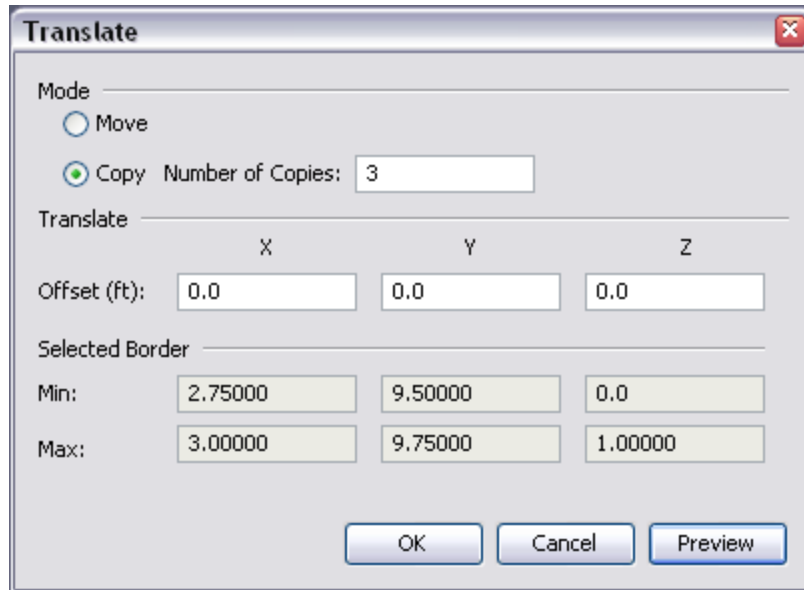 Translate
Mode
Move
Copy Number of Copies: 3
Translate
X Y Z
Offset (ft): 0.0 0.0 0.0
Selected Border
Min: 2.75000 9.50000 0.0
Max: 3.00000 9.75000 1.00000
OK Cancel Preview